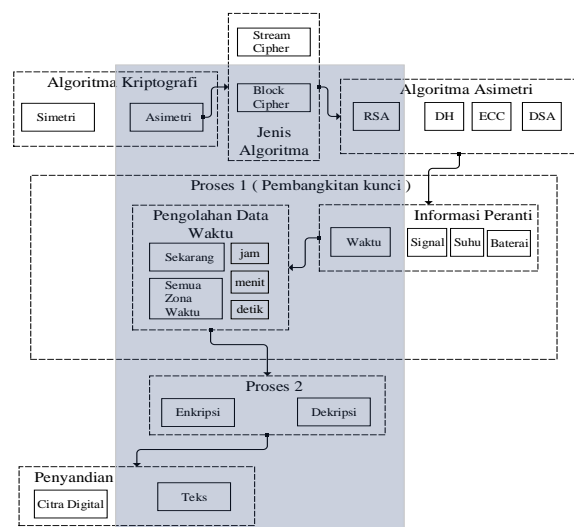 Stream
Cipher
Algoritma Kriptografi
Simetri
Asimetri
Block
Cipher
Jenis
Algoritma
Algoritma Asimetri
RSA
DH
ECC
DSA
Proses 1 ( Pembangkitan kunci )
Pengolahan Data
Waktu
Sekarang
jam
Semua
Zona
Waktu
menit
detik
Informasi Peranti
Waktu
Signal
Suhu
Baterai
Proses 2
Enkripsi
Dekripsi
Penyandian
Citra Digital
Teks